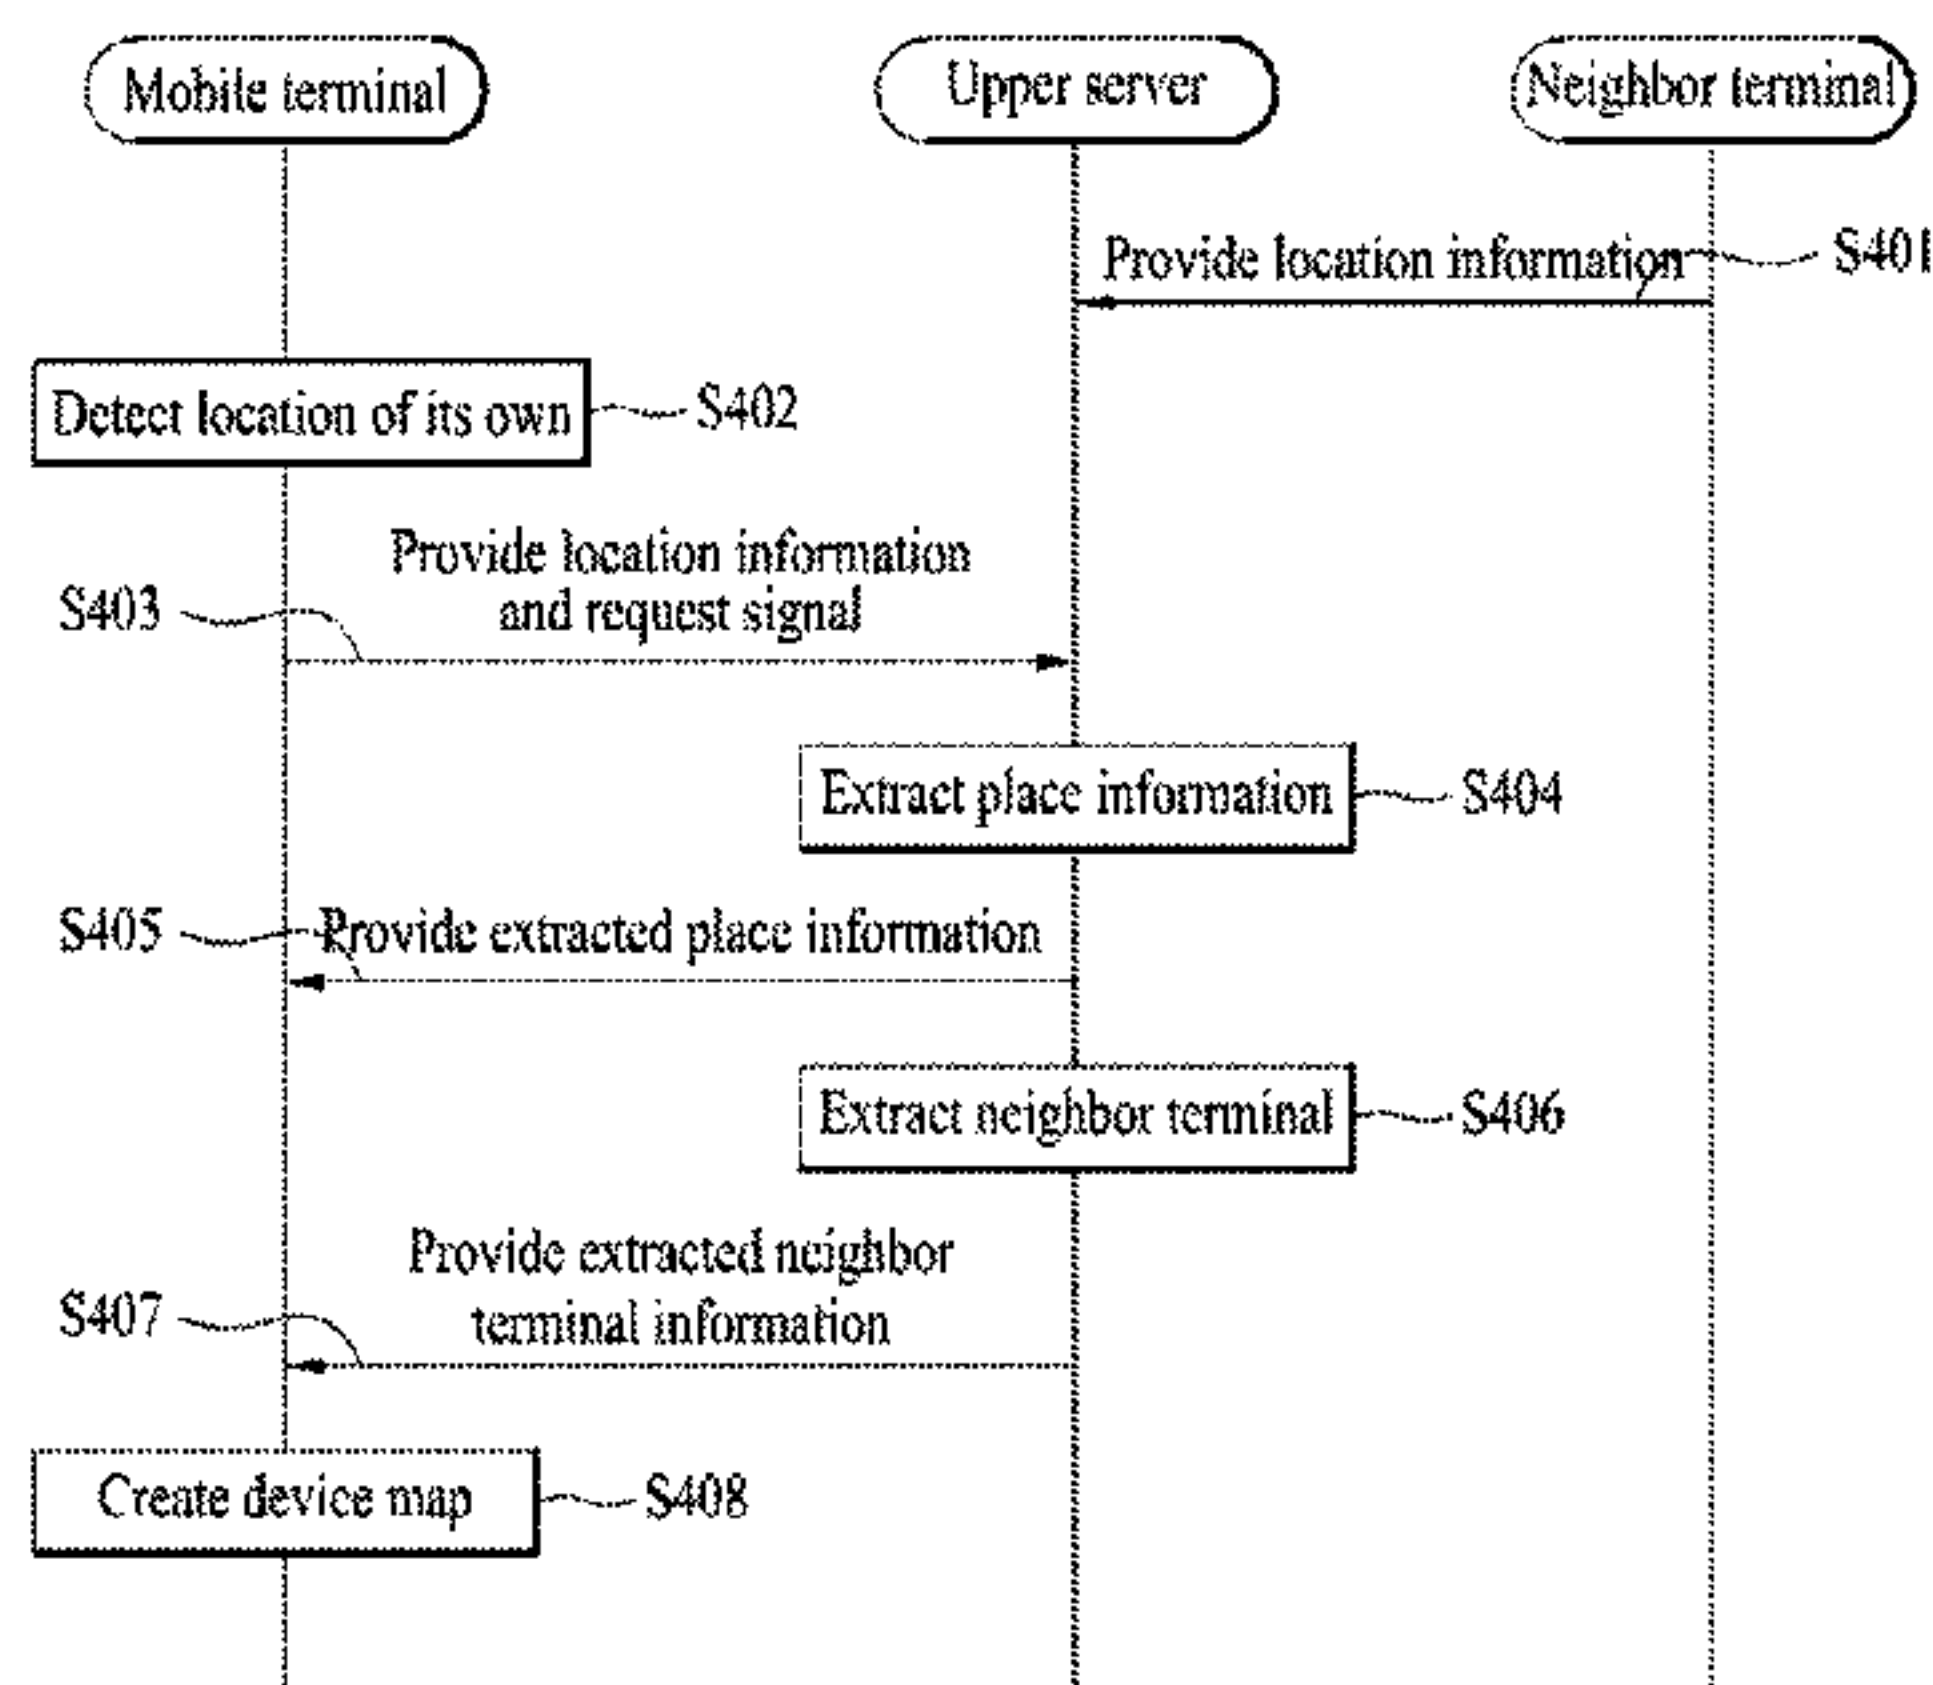 Mobile terminal
Upper server
Neighbor terminal
Provide location information
S401
Detect location of its own
S402
Provide location information
and request signal
S403
Extract place information
S404
S405
Provide extracted place information
Extract neighbor terminal
S406
Provide extracted neighbor
terminal information
S407
Create device map
S408